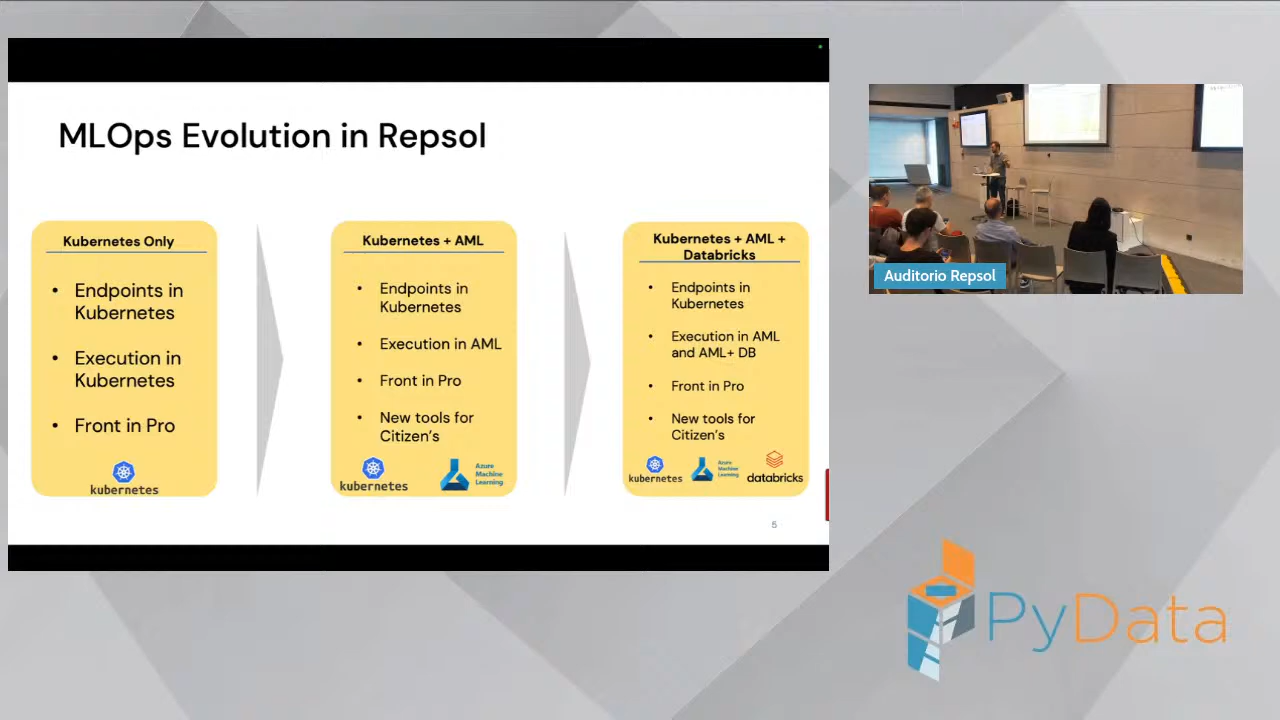 MLOps Evolution in Repsol
Kubernetes Only
• Endpoints in
Kubernetes
• Execution in
Kubernetes
• Front in Pro
kubernetes
Kubernetes + AML
• Endpoints in
Kubernetes
• Execution in AML
• Front in Pro
• New tools for
Citizen's
kubernetes
Azure
Machine
Learning
Kubernetes + AML +
Databricks
• Endpoints in
Kubernetes
• Execution in AML
and AML+ DB
• Front in Pro
• New tools for
Citizen's
kubernetes
Azure
Machine
Learning
databricks
5
Auditorio Repsol
PyData